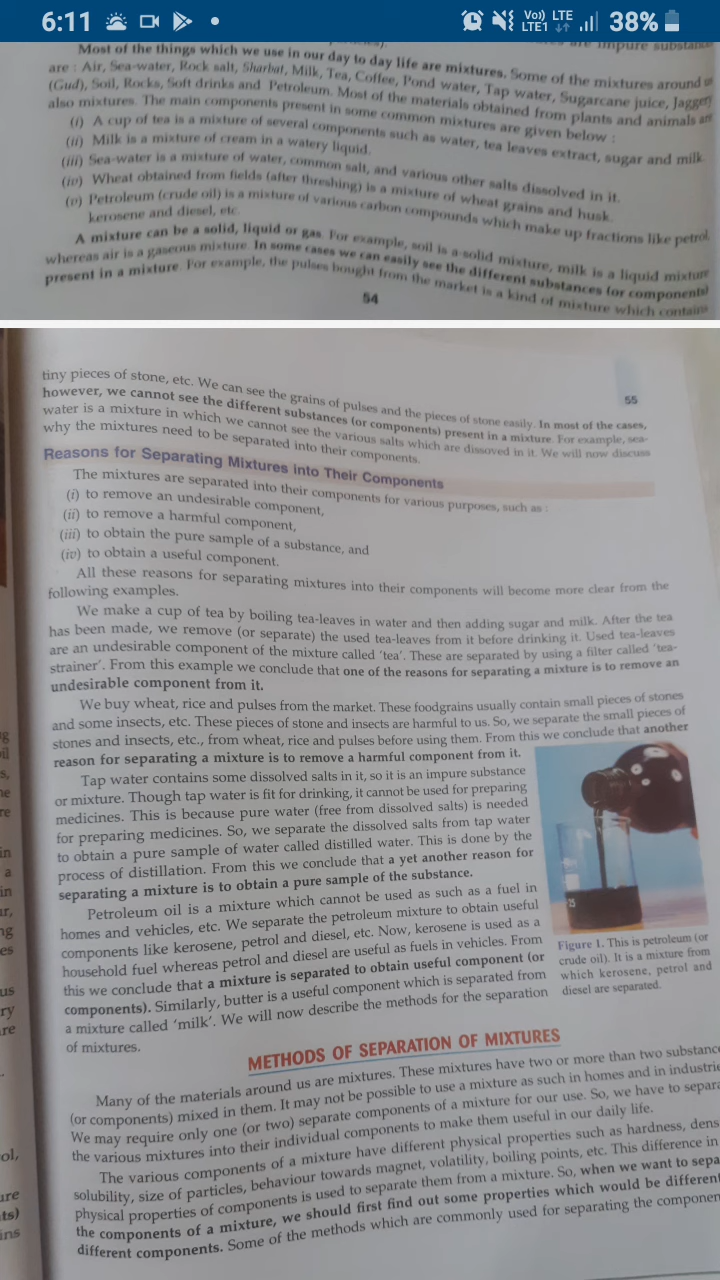 6:11
Vo)) LTE
LTE1
38%
are impure substance
Most of the things which we use in our day to day life are mixtures. Some of the mixtures around us
are : Air, Sea-water, Rock salt, Sharbat, Milk, Tea, Coffee, Pond water, Tap water, Sugarcane juice, Jaggery
(Gud), Soil, Rocks, Soft drinks and Petroleum. Most of the materials obtained from plants and animals are
also mixtures. The main components present in some common mixtures are given below :
(i) A cup of tea is a mixture of several components such as water, tea leaves extract, sugar and milk.
(ii) Milk is a mixture of cream in a watery liquid.
(iii) Sea-water is a mixture of water, common salt, and various other salts dissolved in it.
(iv) Wheat obtained from fields (after threshing) is a mixture of wheat grains and husk.
(v) Petroleum (crude oil) is a mixture of various carbon compounds which make up fractions like petrol,
kerosene and diesel, etc.
A mixture can be a solid, liquid or gas. For example, soil is a solid mixture, milk is a liquid mixture
whereas air is a gaseous mixture. In some cases we can easily see the different substances (or components)
present in a mixture. For example, the pulses bought from the market is a kind of mixture which contains
54
55
tiny pieces of stone, etc. We can see the grains of pulses and the pieces of stone easily. In most of the cases,
however, we cannot see the different substances (or components) present in a mixture. For example, sea-
water is a mixture in which we cannot see the various salts which are dissoved in it. We will now discuss
why the mixtures need to be separated into their components.
Reasons for Separating Mixtures into Their Components
The mixtures are separated into their components for various purposes, such as :
(i) to remove an undesirable component,
(ii) to remove a harmful component,
(iii) to obtain the pure sample of a substance, and
(iv) to obtain a useful component.
All these reasons for separating mixtures into their components will become more clear from the
following examples.
We make a cup of tea by boiling tea-leaves in water and then adding sugar and milk. After the tea
has been made, we remove (or separate) the used tea-leaves from it before drinking it. Used tea-leaves
are an undesirable component of the mixture called 'tea'. These are separated by using a filter called 'tea-
strainer'. From this example we conclude that one of the reasons for separating a mixture is to remove an
undesirable component from it.
We buy wheat, rice and pulses from the market. These foodgrains usually contain small pieces of stones
and some insects, etc. These pieces of stone and insects are harmful to us. So, we separate the small pieces of
stones and insects, etc., from wheat, rice and pulses before using them. From this we conclude that another
reason for separating a mixture is to remove a harmful component from it.
Tap water contains some dissolved salts in it, so it is an impure substance
or mixture. Though tap water is fit for drinking, it cannot be used for preparing
medicines. This is because pure water (free from dissolved salts) is needed
for preparing medicines. So, we separate the dissolved salts from tap water
to obtain a pure sample of water called distilled water. This is done by the
process of distillation. From this we conclude that a yet another reason for
separating a mixture is to obtain a pure sample of the substance.
Petroleum oil is a mixture which cannot be used as such as a fuel in
homes and vehicles, etc. We separate the petroleum mixture to obtain useful
components like kerosene, petrol and diesel, etc. Now, kerosene is used as a
household fuel whereas petrol and diesel are useful as fuels in vehicles. From
this we conclude that a mixture is separated to obtain useful component (or
components). Similarly, butter is a useful component which is separated from
a mixture called 'milk'. We will now describe the methods for the separation
of mixtures.
25
Figure 1. This is petroleum (or
crude oil). It is a mixture from
which kerosene, petrol and
diesel are separated.
METHODS OF SEPARATION OF MIXTURES
Many of the materials around us are mixtures. These mixtures have two or more than two substance
(or components) mixed in them. It may not be possible to use a mixture as such in homes and in industrie
We may require only one (or two) separate components of a mixture for our use. So, we have to separa
the various mixtures into their individual components to make them useful in our daily life.
The various components of a mixture have different physical properties such as hardness, dens
solubility, size of particles, behaviour towards magnet, volatility, boiling points, etc. This difference in
physical properties of components is used to separate them from a mixture. So, when we want to sepa
the components of a mixture, we should first find out some properties which would be different
different components. Some of the methods which are commonly used for separating the componen